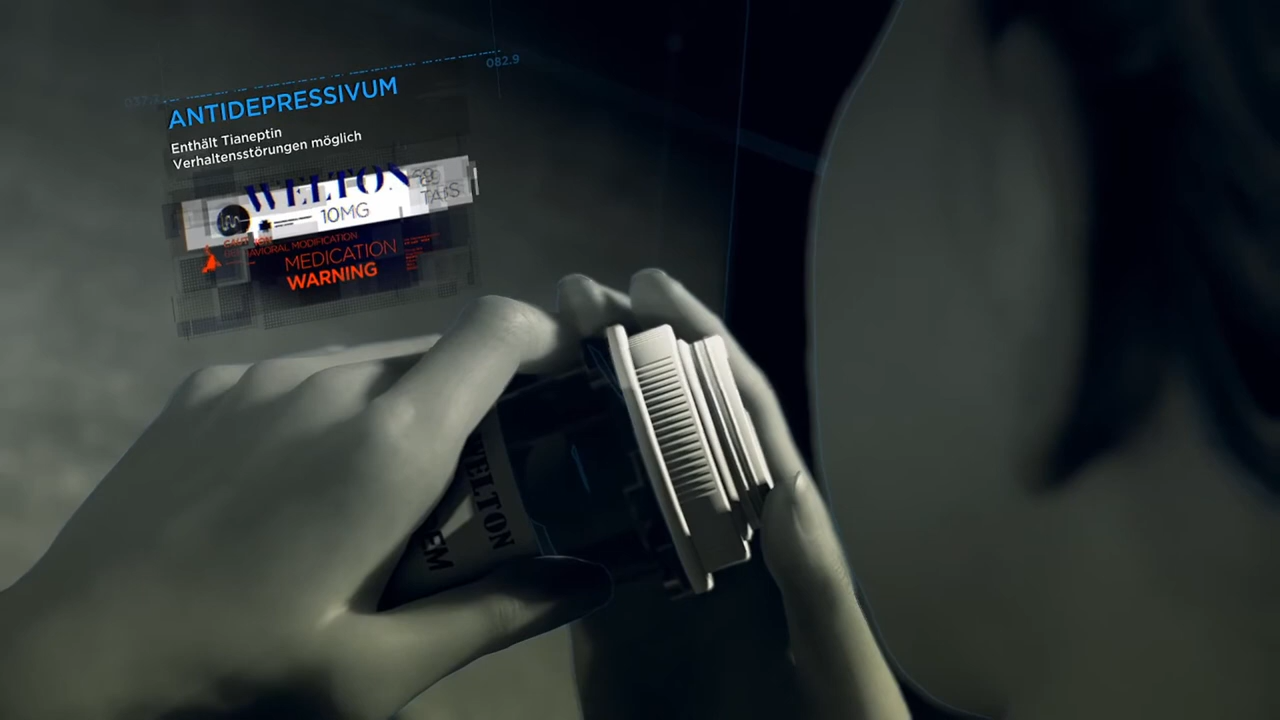 082.9
ANTIDEPRESSIVUM
Enthält Tianeptin
Verhaltensstörungen möglich
WELTON
TABS
10MG
BEHAVIORAL MODIFICATION
MEDICATION
WARNING
WELTON